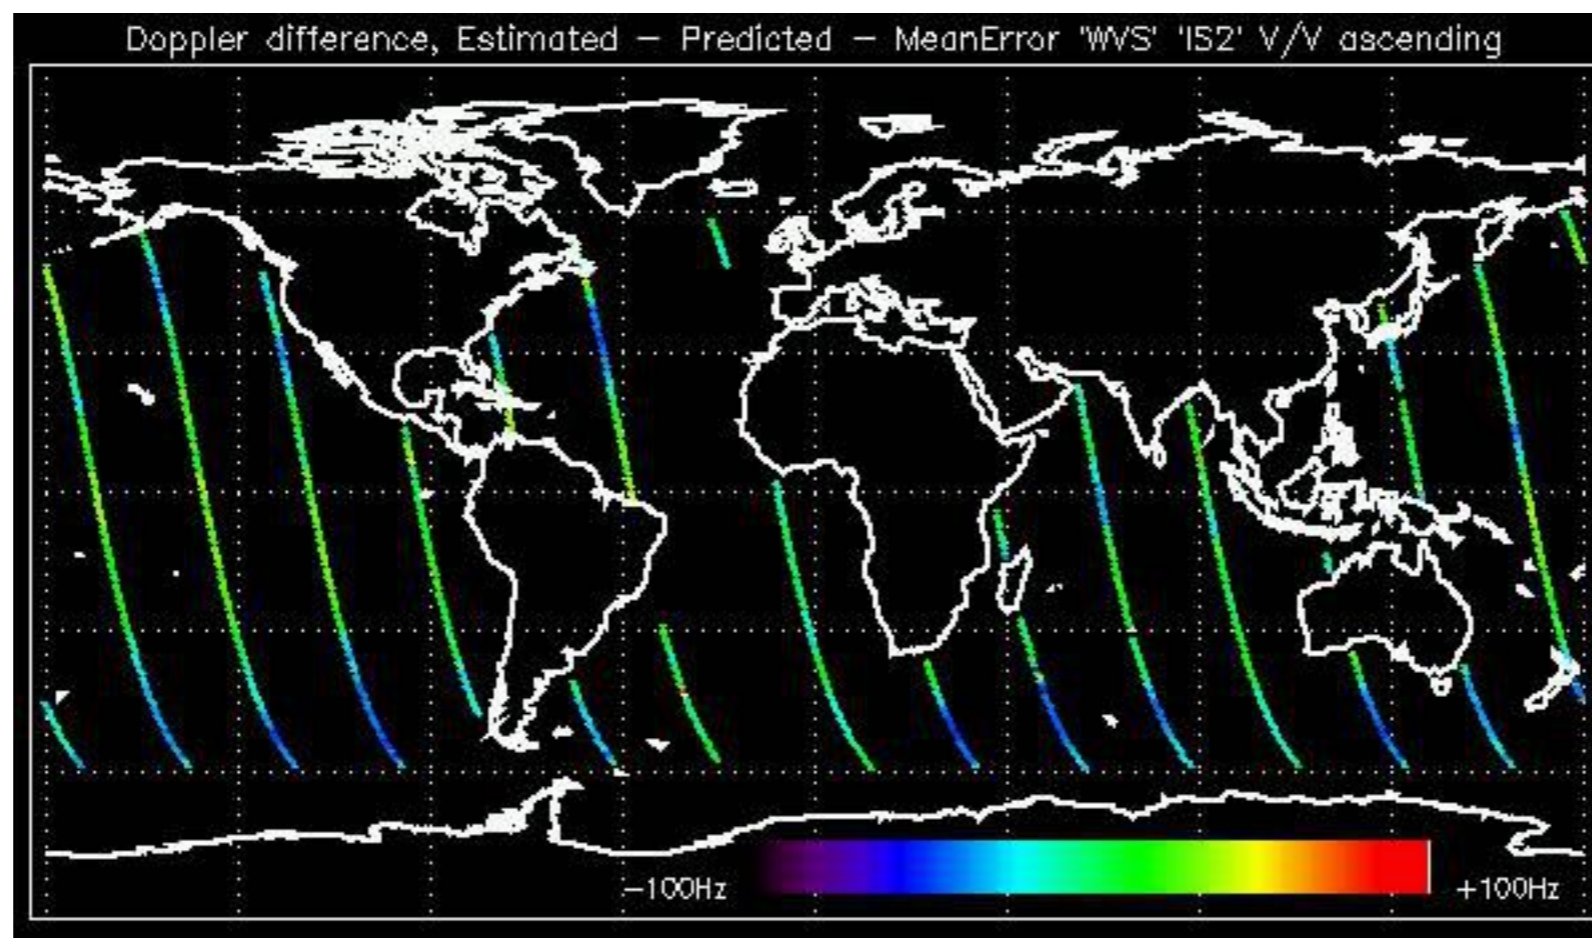 Doppler difference, Estimated – Predicted – MeanError 'WVS' 'IS2' V/V ascending
–100Hz
+100Hz